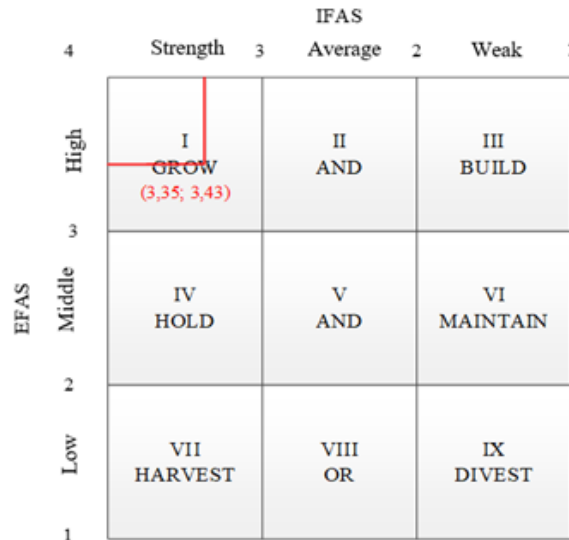 IFAS
4 Strength 3 Average 2 Weak
High
I
GROW
(3,35; 3,43)
II
AND
III
BUILD
3
EFAS
Middle
IV
HOLD
V
AND
VI
MAINTAIN
2
Low
VII
HARVEST
VIII
OR
IX
DIVEST
1